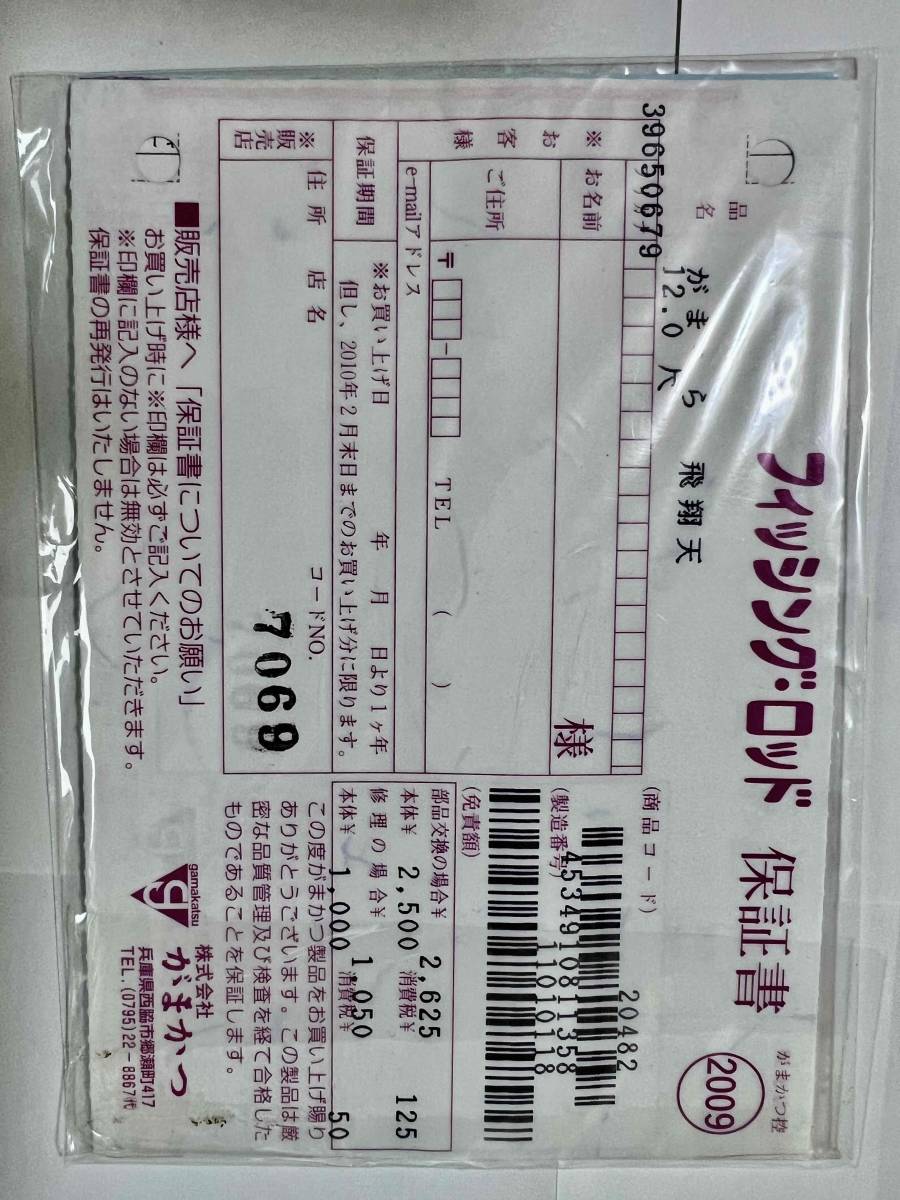 フィッシング・ロッド 保証書
がまかつ控
2009
品名
がまへら 飛翔天
12.0 尺
39650679
(商品コード)
20482
4534910811358
(製造番号)
11010118
(免責額)
部品交換の場合¥ 2,625
本体¥ 2,500 消費税¥ 125
修理の場合¥ 1,050
本体¥ 1,000 消費税¥ 50
※お客様
お名前
様
ご住所
〒 - TEL ( )
e-mailアドレス
保証期間
※お買い上げ日 年 月 日より1ヶ年
但し、2010年2月末日までのお買い上げ分に限ります。
※販売店
住所 店名 コードNO.
7069
■販売店様へ「保証書についてのお願い」
お買い上げ時に※印欄は必ずご記入ください。
※印欄に記入のない場合は無効とさせていただきます。
保証書の再発行はいたしません。
この度がまかつ製品をお買い上げ賜り
ありがとうございます。この製品は厳
密な品質管理及び検査を経て合格した
ものであることを保証します。
gamakatsu
株式会社
がまかつ
兵庫県西脇市郷瀬町417
TEL.(0795)22-8867代